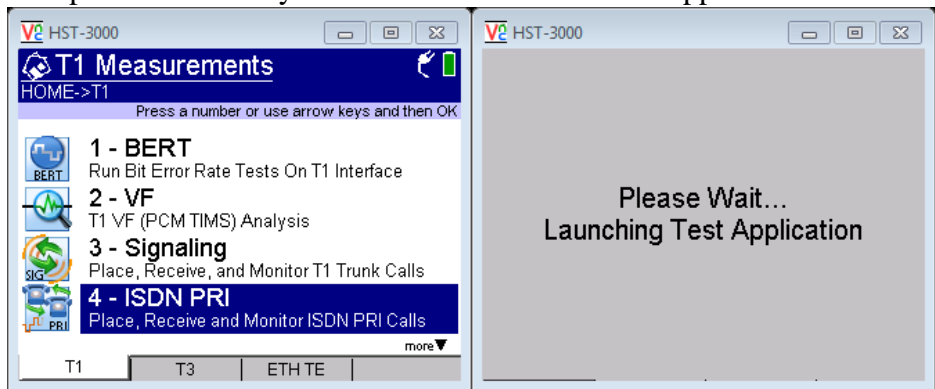 HST-3000
T1 Measurements
HOME->T1
Press a number or use arrow keys and then OK
1 - BERT
BERT
Run Bit Error Rate Tests On T1 Interface
2 - VF
T1 VF (PCM TIMS) Analysis
3 - Signaling
SIG
Place, Receive, and Monitor T1 Trunk Calls
4 - ISDN PRI
PRI
Place, Receive and Monitor ISDN PRI Calls
more▼
T1 T3 ETH TE
HST-3000
Please Wait...
Launching Test Application